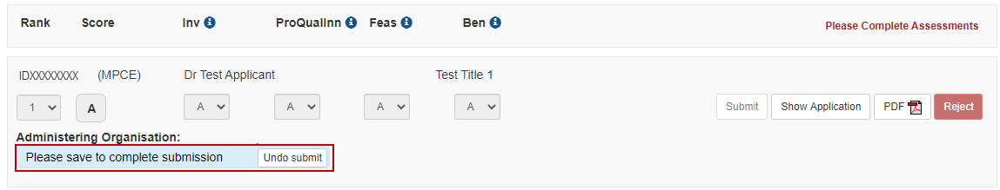 Rank Score Inv ProQualInn Feas Ben Please Complete Assessments
IDXXXXXXXX (MPCE) Dr Test Applicant Test Title 1
1 A A A A A Submit Show Application PDF Reject
Administering Organisation:
Please save to complete submission Undo submit